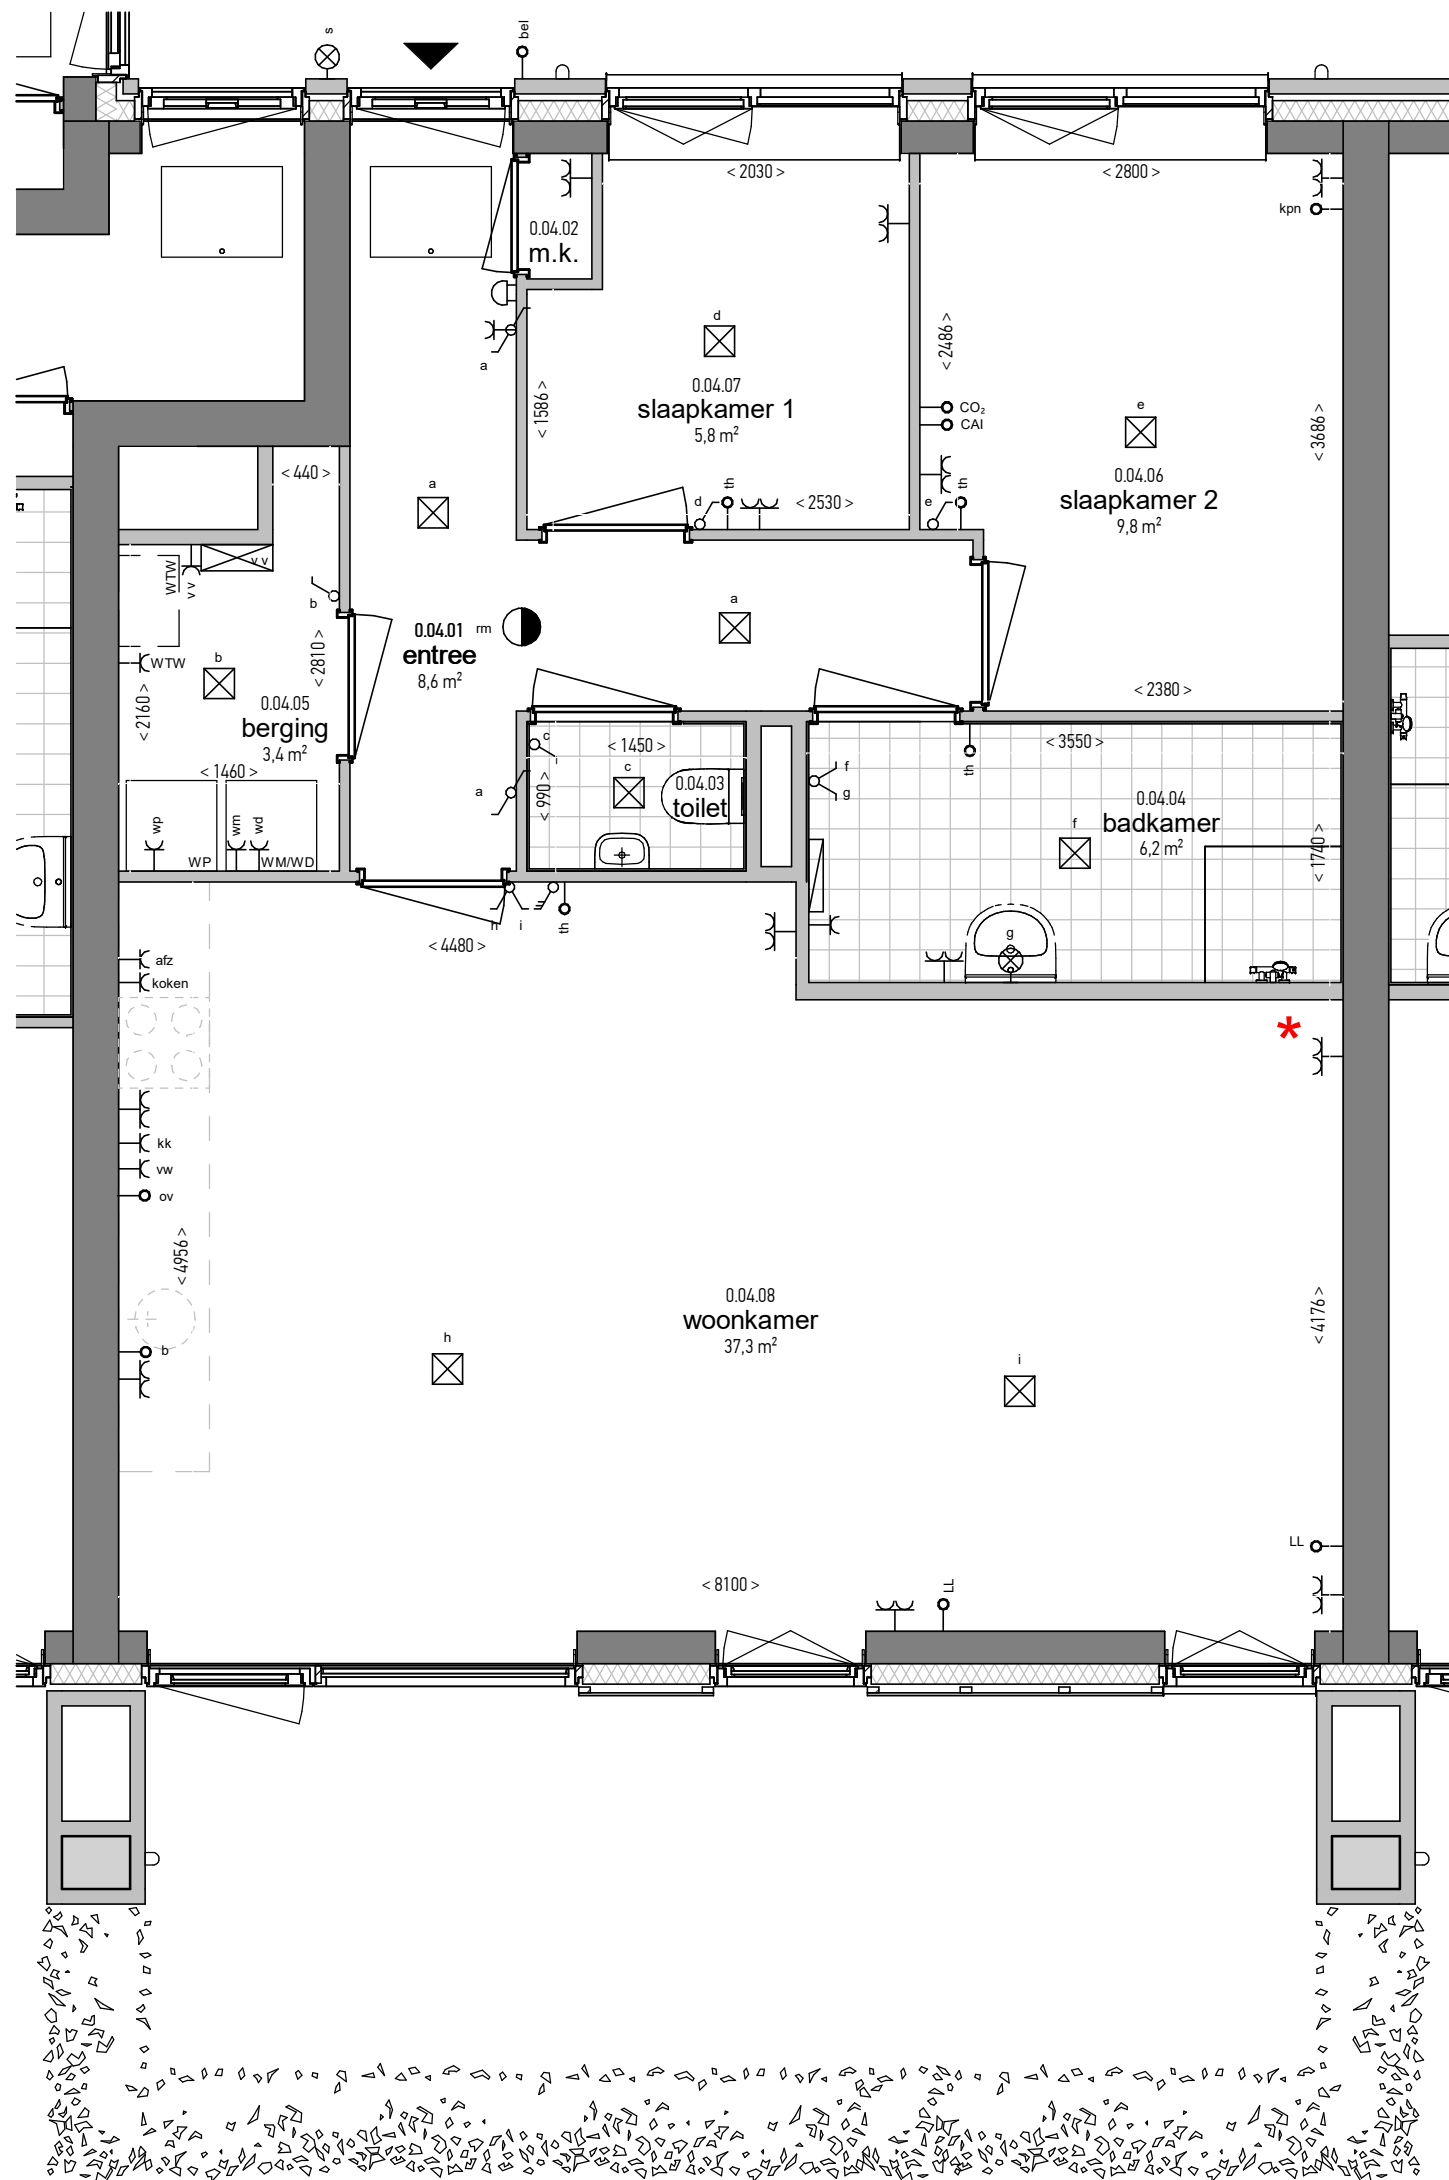 s
bel
< 2030 >
< 2800 >
kpn
0.04.02
m.k.
a
d
< 2486 >
< 1586 >
0.04.07
slaapkamer 1
5,8 m²
CO₂
CAI
e
< 3686 >
< 440 >
a
d
th
< 2530 >
e
th
0.04.06
slaapkamer 2
9,8 m²
WTW
vv
vv
b
a
rm
0.04.01
entree
8,6 m²
WTW
b
< 2810 >
< 2160 >
0.04.05
berging
3,4 m²
< 1460 >
< 2380 >
c
< 1450 >
c
< 990 >
0.04.03
toilet
a
th
< 3550 >
f
g
0.04.04
badkamer
6,2 m²
f
< 1740 >
wp
wm
wd
WP
WM/WD
h
i
th
< 4480 >
g
afz
koken
*
kk
vw
ov
< 4956 >
0.04.08
woonkamer
37,3 m²
< 4176 >
h
b
i
LL
< 8100 >
LL